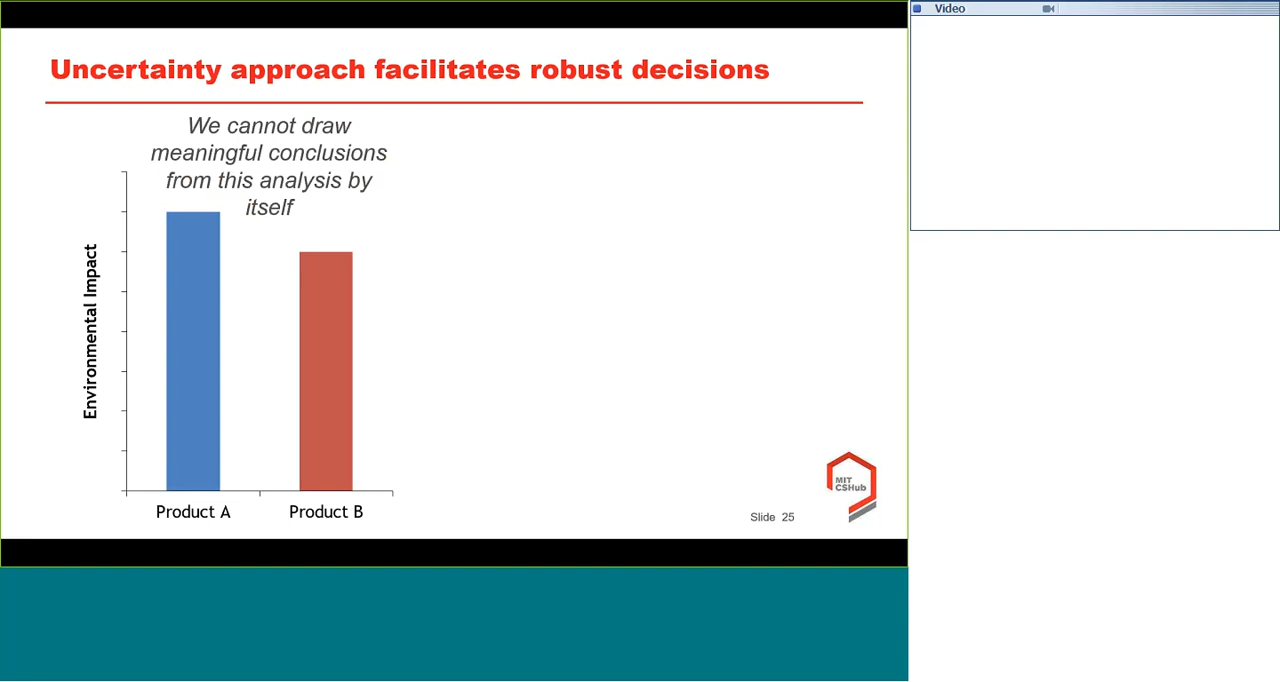 Video
Uncertainty approach facilitates robust decisions
We cannot draw
meaningful conclusions
from this analysis by
itself
Environmental Impact
Product A
Product B
MIT
CSHub
Slide 25